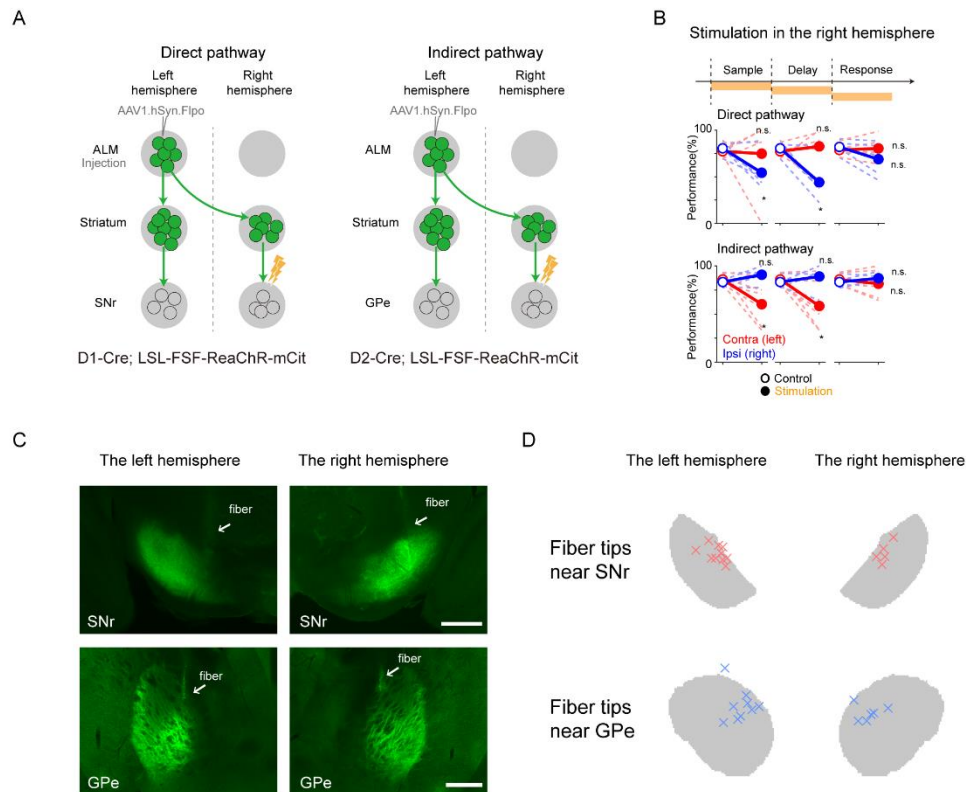 A
Direct pathway
Left hemisphere
Right hemisphere
AAV1.hSyn.Flpo
ALM
Injection
Striatum
SNr
D1-Cre; LSL-FSF-ReaChR-mCit
Indirect pathway
Left hemisphere
Right hemisphere
AAV1.hSyn.Flpo
ALM
Striatum
GPe
D2-Cre; LSL-FSF-ReaChR-mCit
B
Stimulation in the right hemisphere
Sample Delay Response
Direct pathway
100
Performance(%)
0
n.s.
*
n.s.
*
n.s.
n.s.
Indirect pathway
100
Performance(%)
0
n.s.
*
n.s.
*
n.s.
n.s.
Contra (left)
Ipsi (right)
Control
Stimulation
C
The left hemisphere
The right hemisphere
fiber
SNr
fiber
SNr
fiber
GPe
fiber
GPe
D
The left hemisphere
The right hemisphere
Fiber tips
near SNr
Fiber tips
near GPe